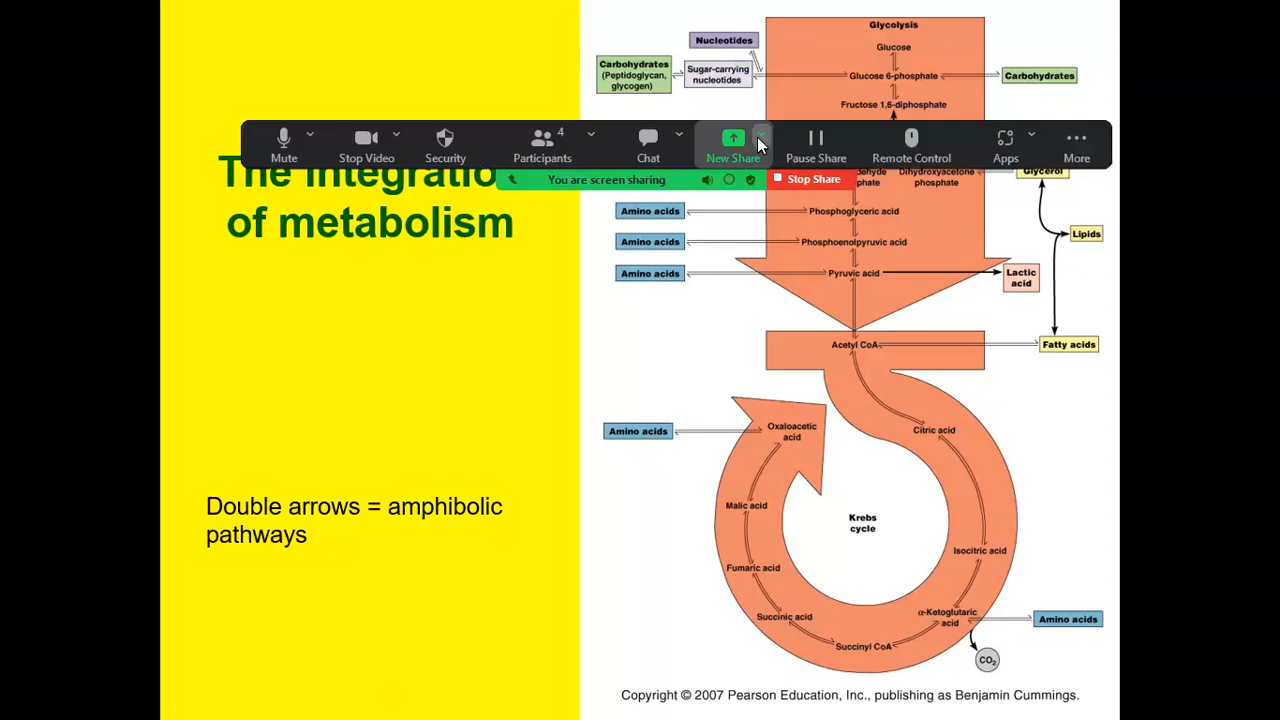 Glycolysis
Nucleotides
Glucose
Carbohydrates
(Peptidoglycan,
glycogen)
Sugar-carrying
nucleotides
Glucose 6-phosphate
Carbohydrates
Fructose 1,6-diphosphate
4
Mute
Stop Video
Security
Participants
Chat
New Share
Pause Share
Remote Control
Apps
More
You are screen sharing
Stop Share
The
of metabolism
Dihydroxyacetone
phosphate
Glycerol
Amino acids
Phosphoglyceric acid
Lipids
Amino acids
Phosphoenolpyruvic acid
Amino acids
Pyruvic acid
Lactic
acid
Acetyl CoA
Fatty acids
Amino acids
Oxaloacetic
acid
Citric acid
Double arrows = amphibolic
pathways
Malic acid
Krebs
cycle
Isocitric acid
Fumaric acid
Succinic acid
α-Ketoglutaric
acid
Amino acids
Succinyl CoA
CO₂
Copyright © 2007 Pearson Education, Inc., publishing as Benjamin Cummings.